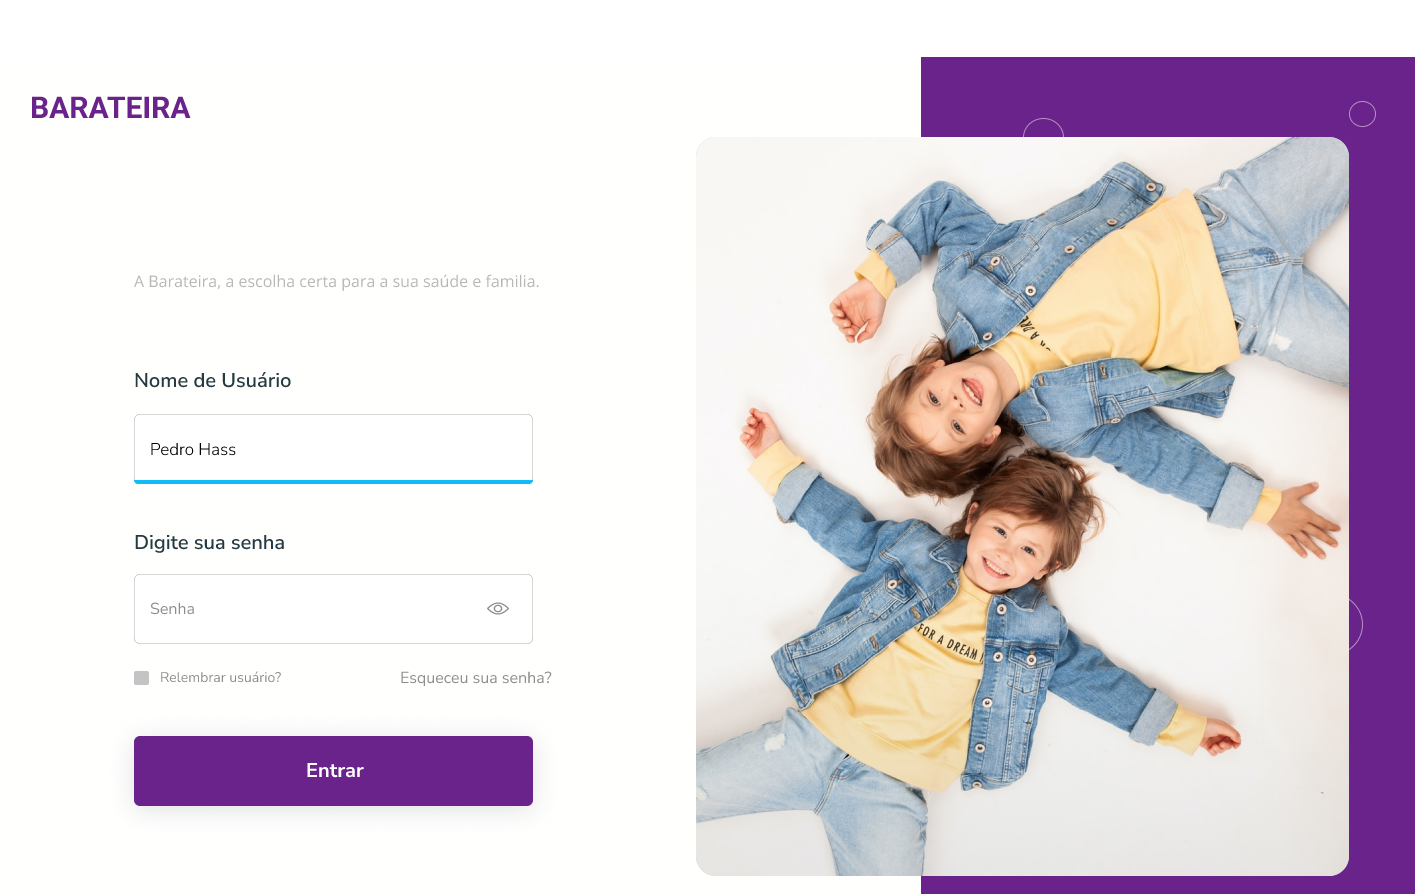 BARATEIRA
A Barateira, a escolha certa para a sua saúde e familia.
Nome de Usuário
Pedro Hass
Digite sua senha
Senha
Relembrar usuário?
Esqueceu sua senha?
Entrar
FOR A DREAM